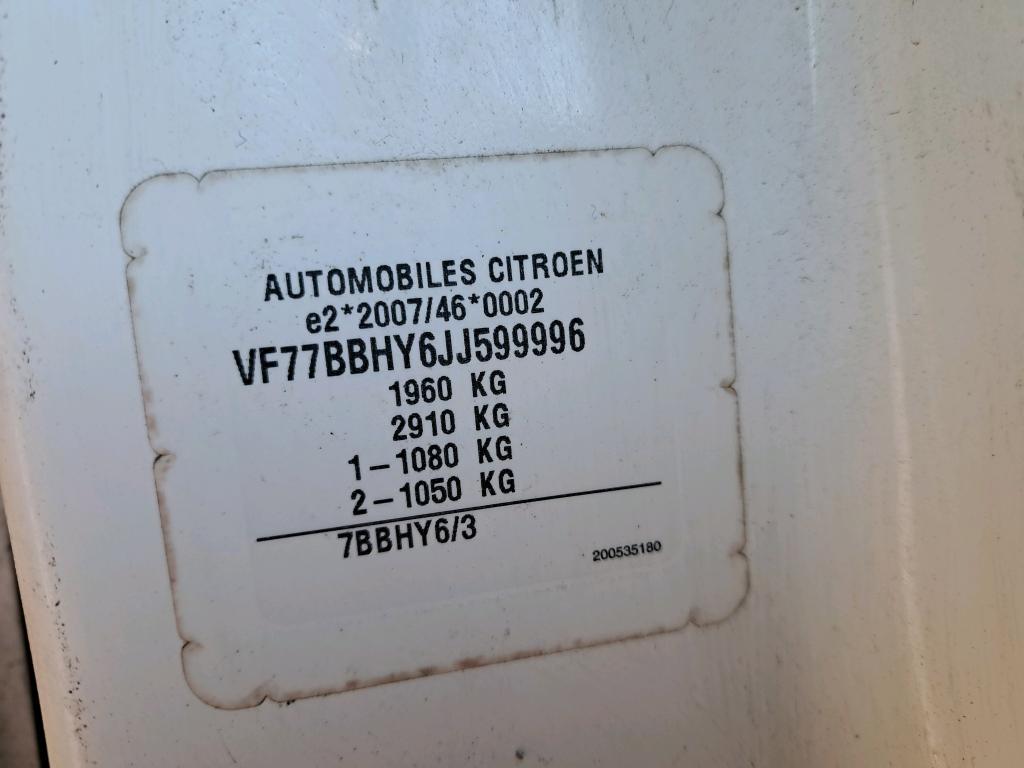 AUTOMOBILES CITROEN
e2*2007/46*0002
VF77BBHY6JJ599996
1960 KG
2910 KG
1-1080 KG
2-1050 KG
7BBHY6/3
200535180